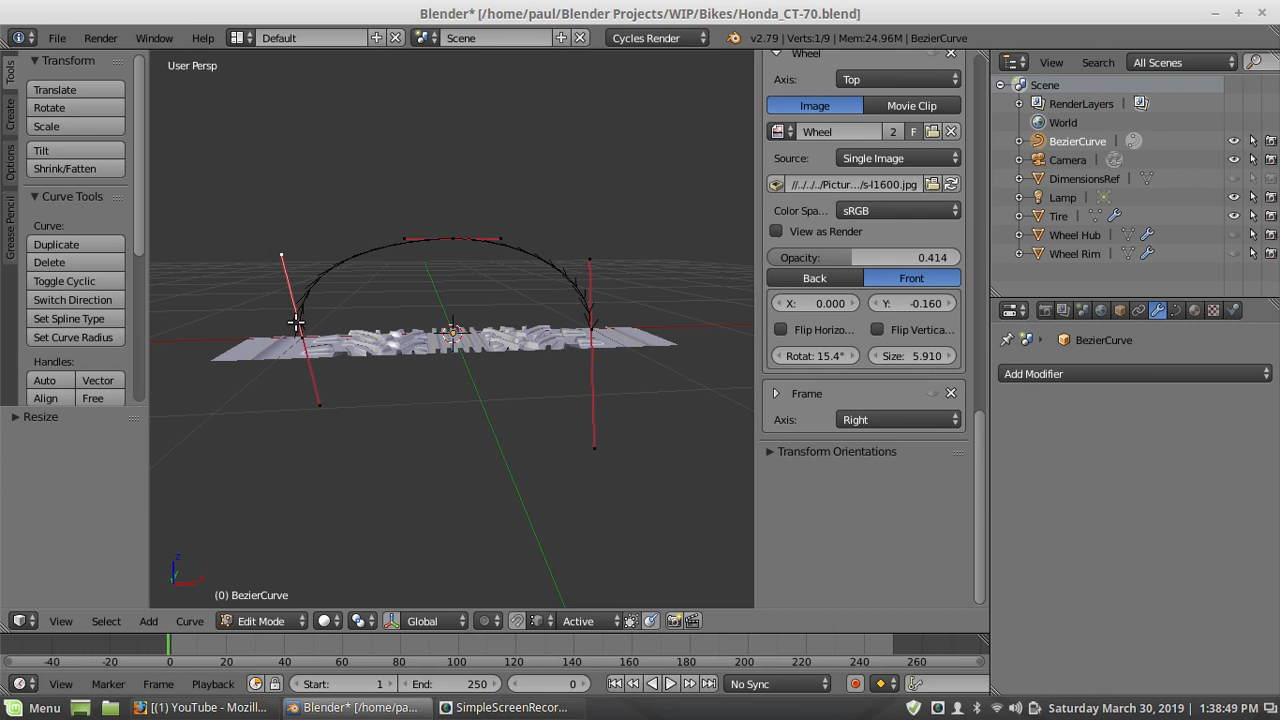 Blender* [/home/paul/Blender Projects/WIP/Bikes/Honda_CT-70.blend]
File Render Window Help Default Scene Cycles Render v2.79 | Verts:1/9 | Mem:24.96M | BezierCurve
Tools
Create
Options
Grease Pencil
Transform
Translate
Rotate
Scale
Tilt
Shrink/Fatten
Curve Tools
Curve:
Duplicate
Delete
Toggle Cyclic
Switch Direction
Set Spline Type
Set Curve Radius
Handles:
Auto Vector
Align Free
Resize
User Persp
(0) BezierCurve
Wheel
Axis: Top
Image Movie Clip
Wheel 2 F
Source: Single Image
//../../../Pictur.../s-l1600.jpg
Color Spa... sRGB
View as Render
Opacity: 0.414
Back Front
X: 0.000 Y: -0.160
Flip Horizo... Flip Vertica...
Rotat: 15.4° Size: 5.910
Frame
Axis: Right
Transform Orientations
View Search All Scenes
Scene
RenderLayers
World
BezierCurve
Camera
DimensionsRef
Lamp
Tire
Wheel Hub
Wheel Rim
BezierCurve
Add Modifier
View Select Add Curve Edit Mode Global Active
-40 -20 0 20 40 60 80 100 120 140 160 180 200 220 240 260
View Marker Frame Playback Start: 1 End: 250 0 No Sync
Menu [(1) YouTube - Mozill... Blender* [/home/pa... SimpleScreenRecor... Saturday March 30, 2019 1:38:49 PM